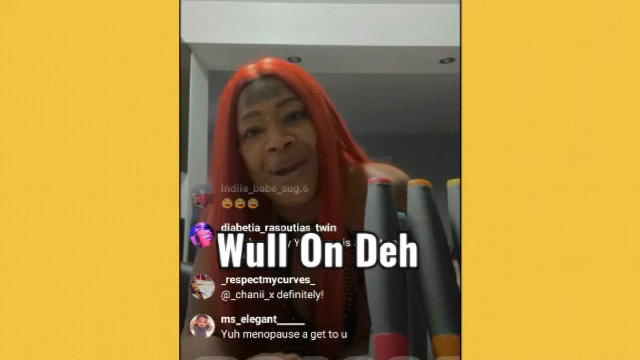 indiie_babe_aug.6
😩😩😩
diabetia_rasoutias_twin
Wull On Deh
_respectmycurves_
@_chanii_x definitely!
ms_elegant_____
Yuh menopause a get to u